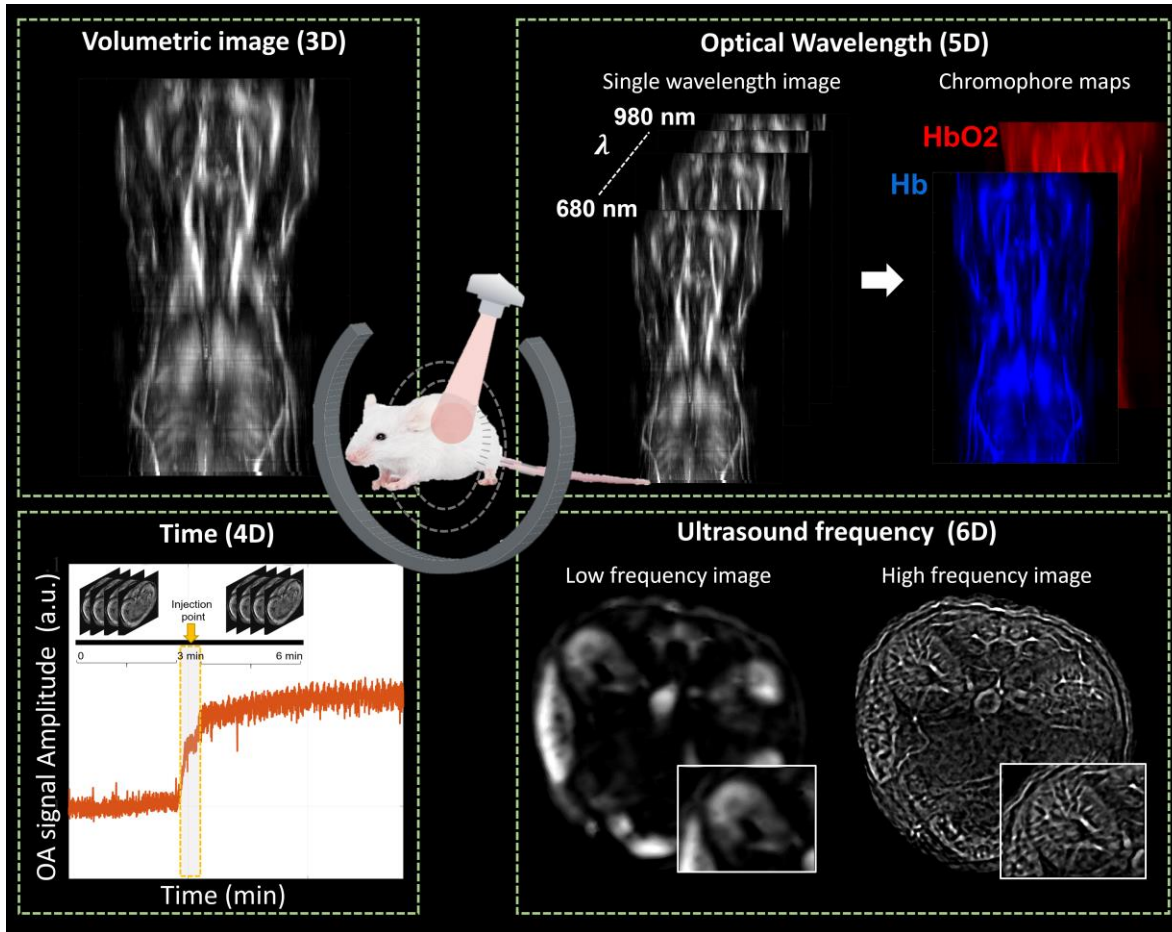 Volumetric image (3D)
Optical Wavelength (5D)
Single wavelength image
Chromophore maps
980 nm
λ
680 nm
HbO2
Hb
Time (4D)
OA signal Amplitude (a.u.)
Injection
point
0
3 min
6 min
Time (min)
Ultrasound frequency (6D)
Low frequency image
High frequency image